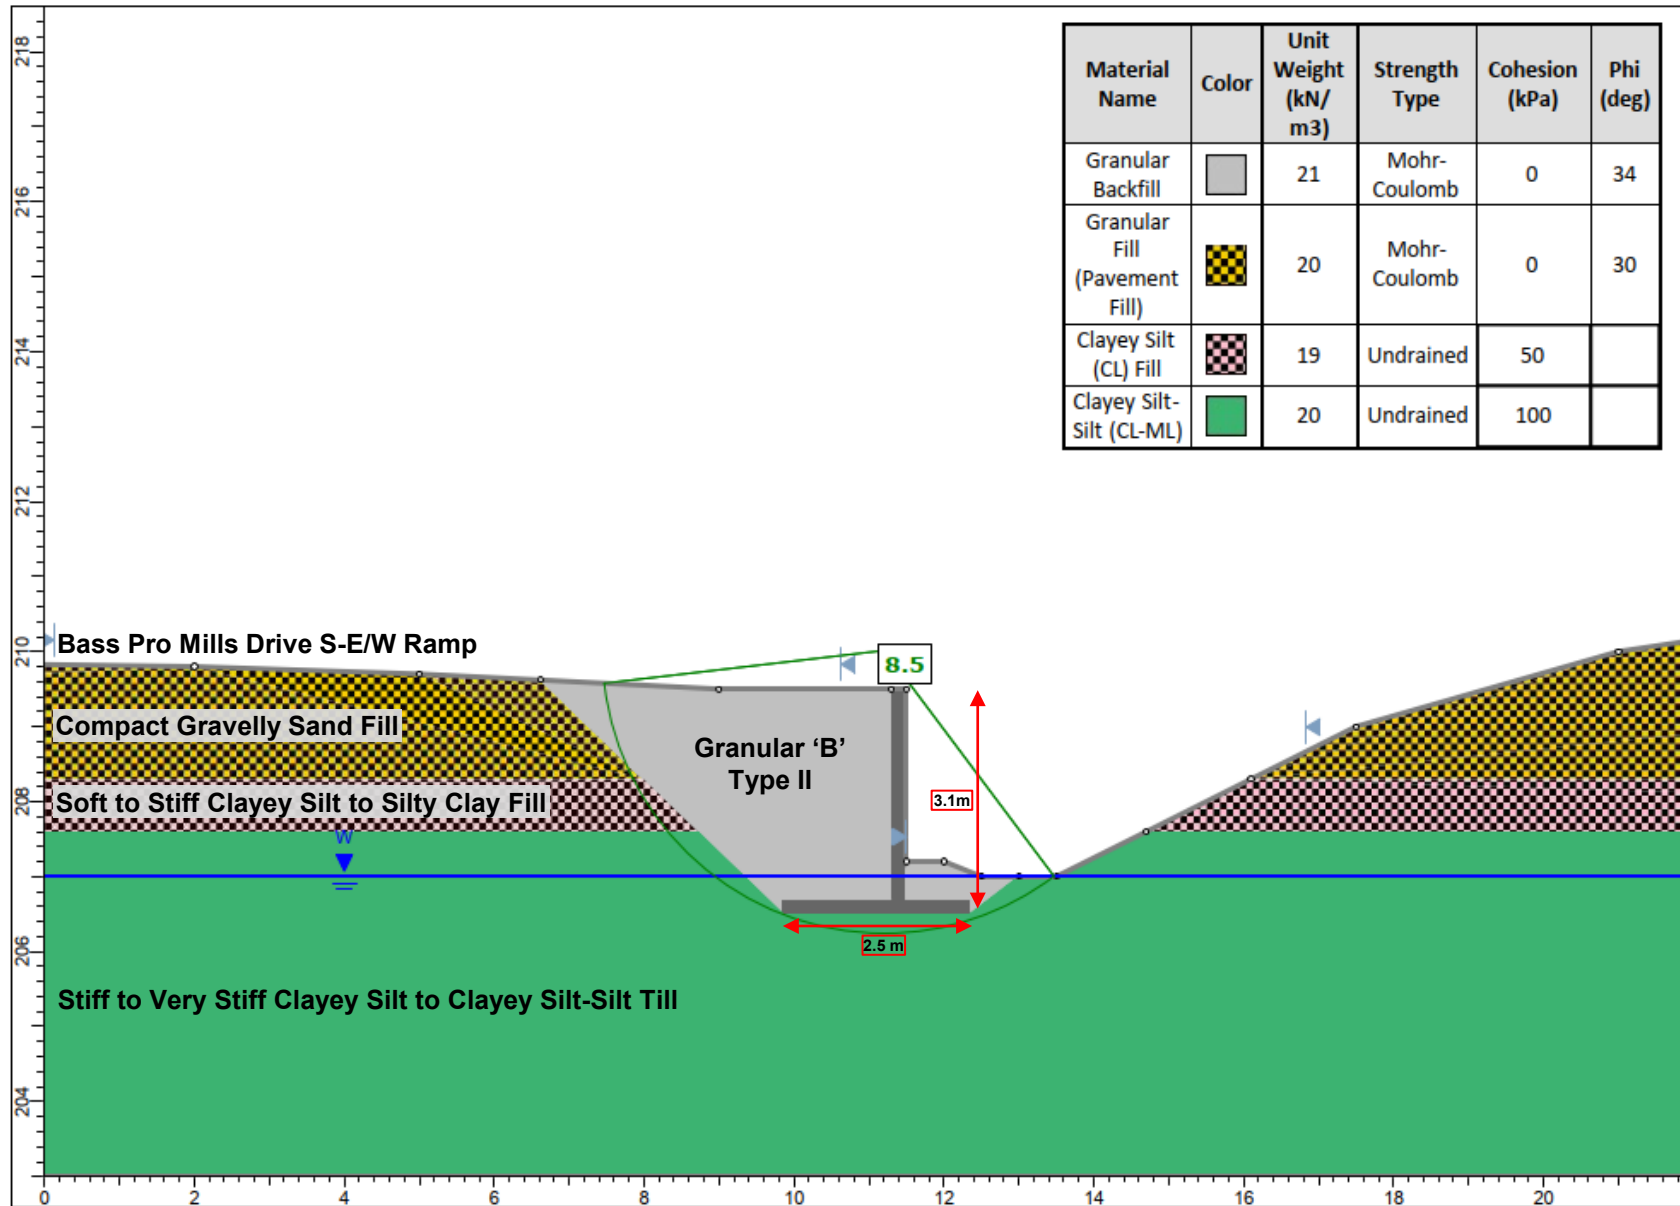 Material Name
Color
Unit Weight (kN/ m3)
Strength Type
Cohesion (kPa)
Phi (deg)
Granular Backfill
21
Mohr-Coulomb
0
34
Granular Fill (Pavement Fill)
20
Mohr-Coulomb
0
30
Clayey Silt (CL) Fill
19
Undrained
50
Clayey Silt-Silt (CL-ML)
20
Undrained
100
218
216
214
212
210
208
206
204
Bass Pro Mills Drive S-E/W Ramp
8.5
Compact Gravelly Sand Fill
Granular ‘B’
Type II
3.1m
Soft to Stiff Clayey Silt to Silty Clay Fill
W
2.5 m
Stiff to Very Stiff Clayey Silt to Clayey Silt-Silt Till
0 2 4 6 8 10 12 14 16 18 20